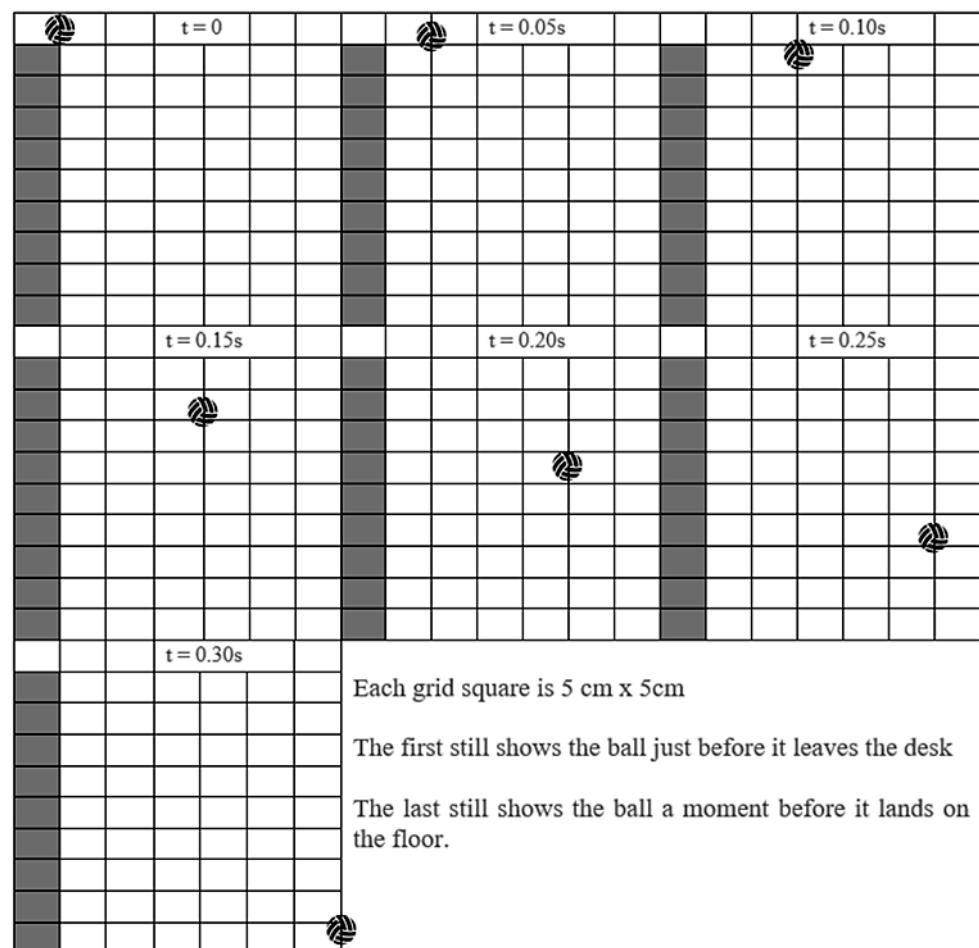 t = 0
t = 0.05s
t = 0.10s
t = 0.15s
t = 0.20s
t = 0.25s
t = 0.30s
Each grid square is 5 cm x 5cm
The first still shows the ball just before it leaves the desk
The last still shows the ball a moment before it lands on
the floor.